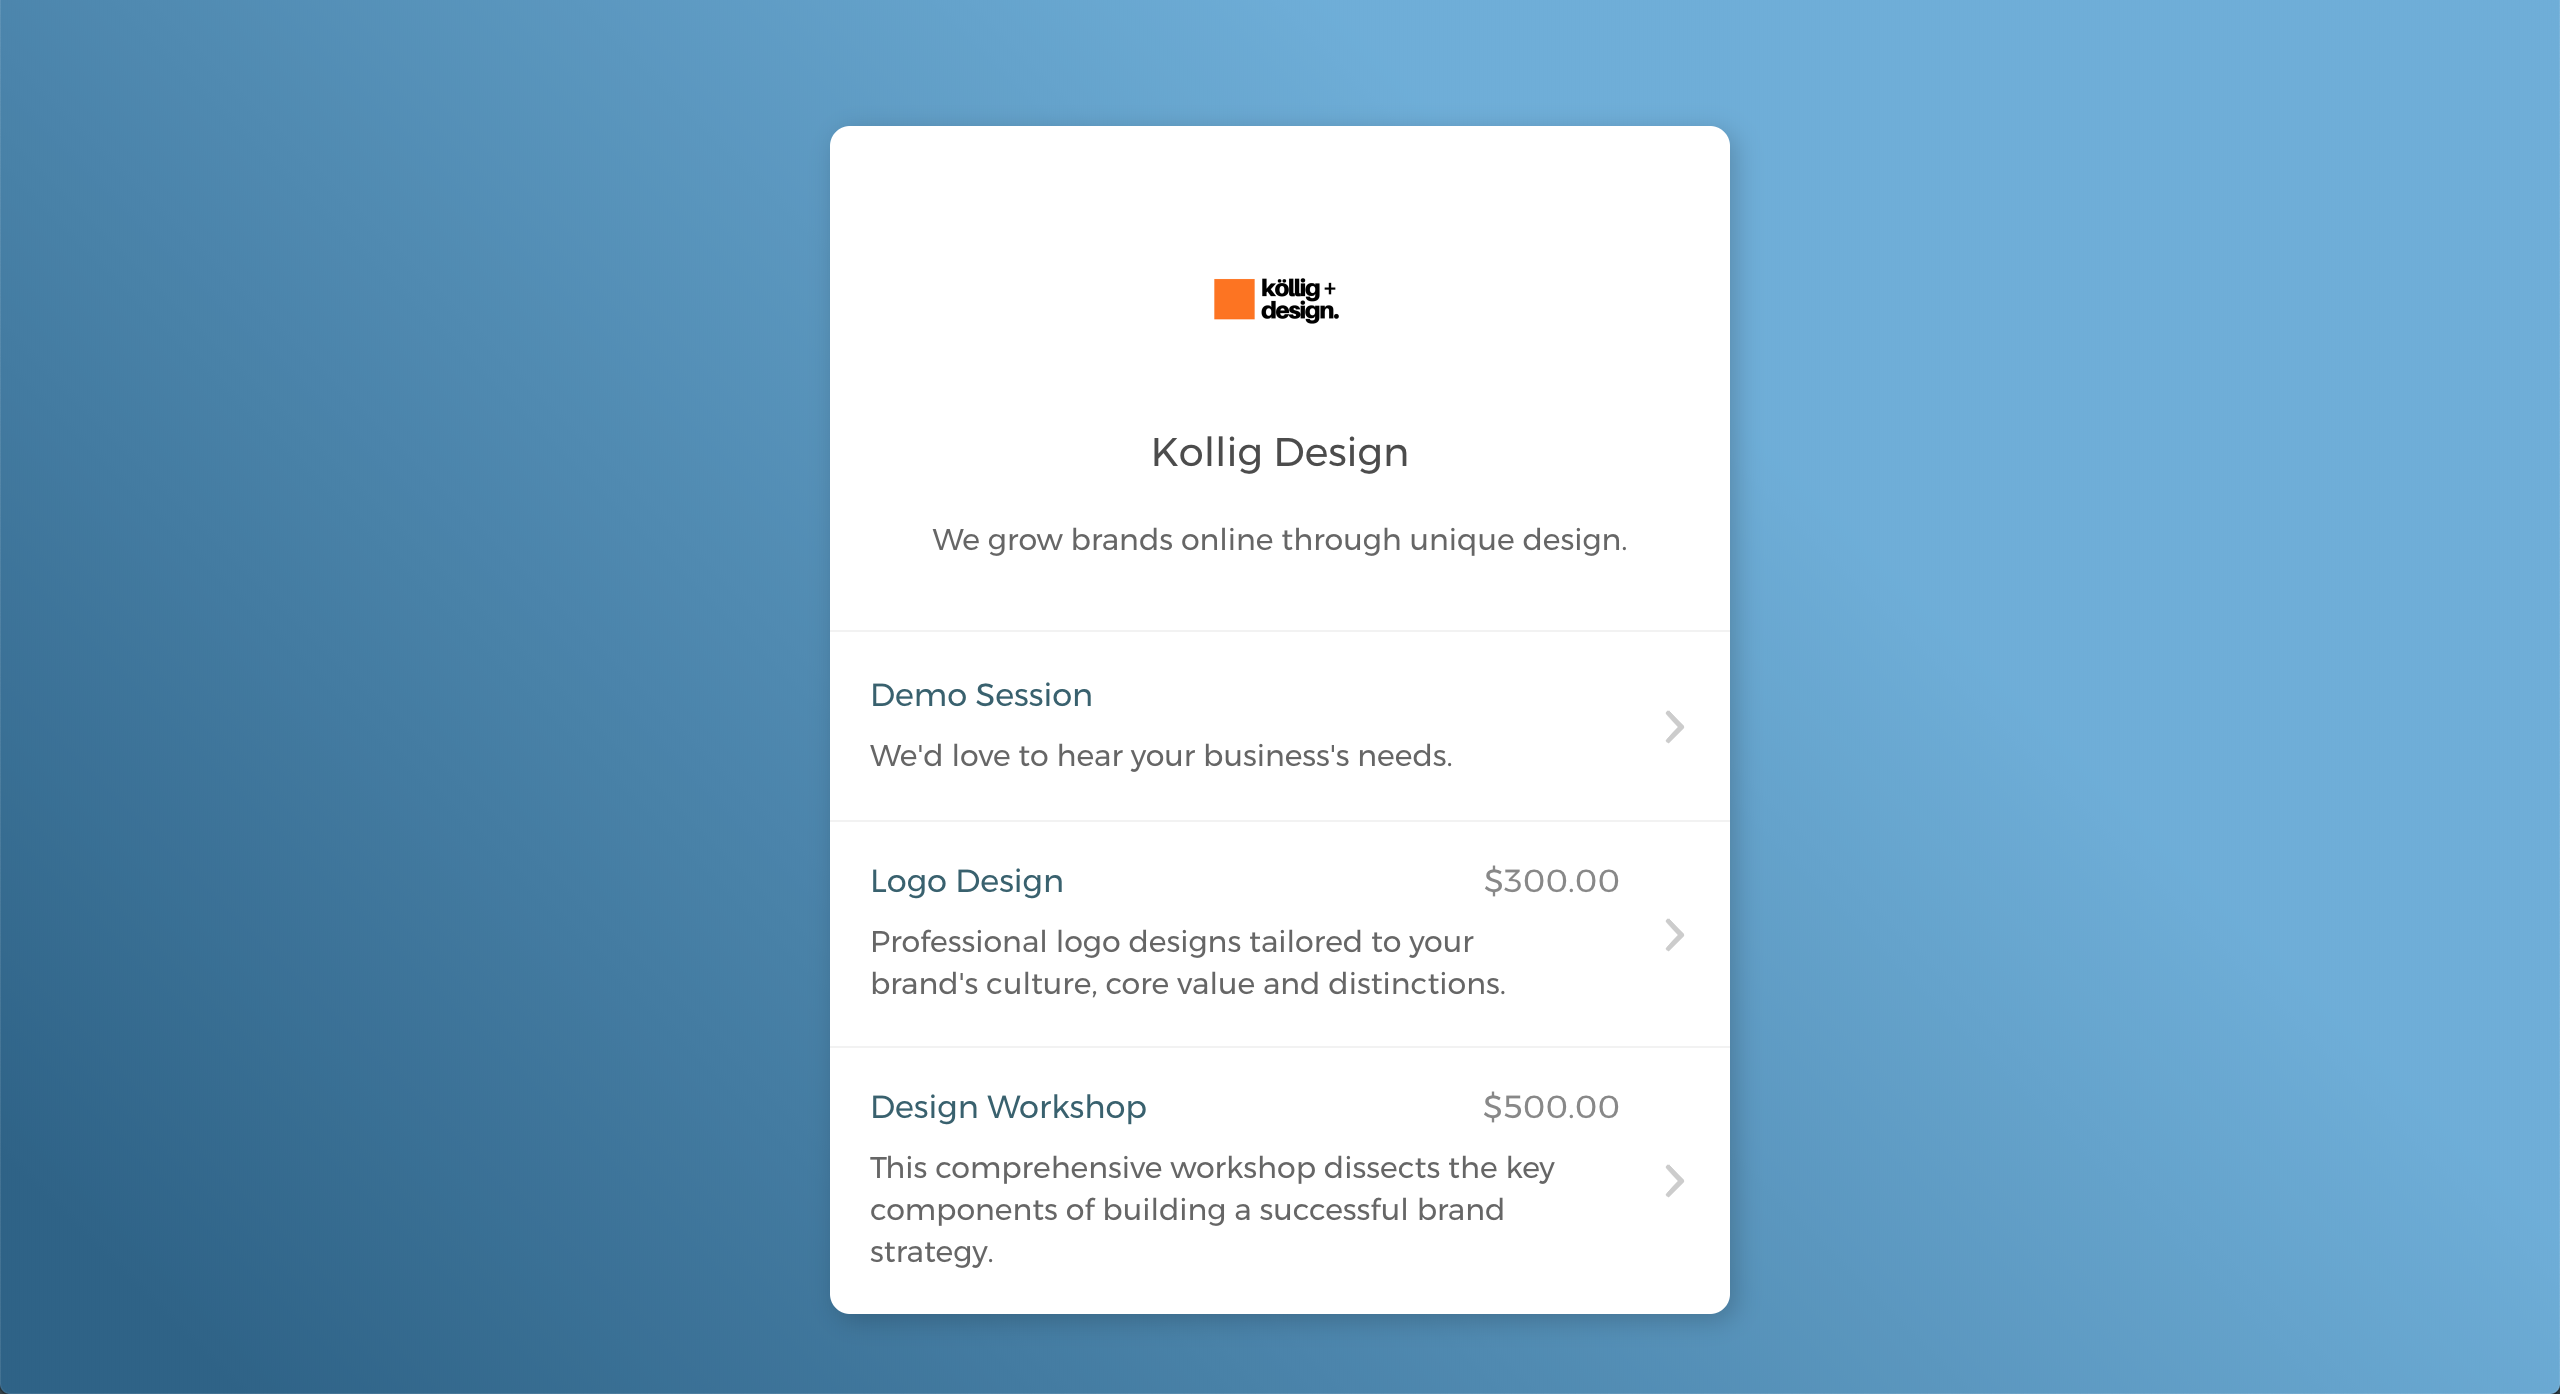 köllig +
design.
Kollig Design
We grow brands online through unique design.
Demo Session
We'd love to hear your business's needs.
Logo Design $300.00
Professional logo designs tailored to your
brand's culture, core value and distinctions.
Design Workshop $500.00
This comprehensive workshop dissects the key
components of building a successful brand
strategy.